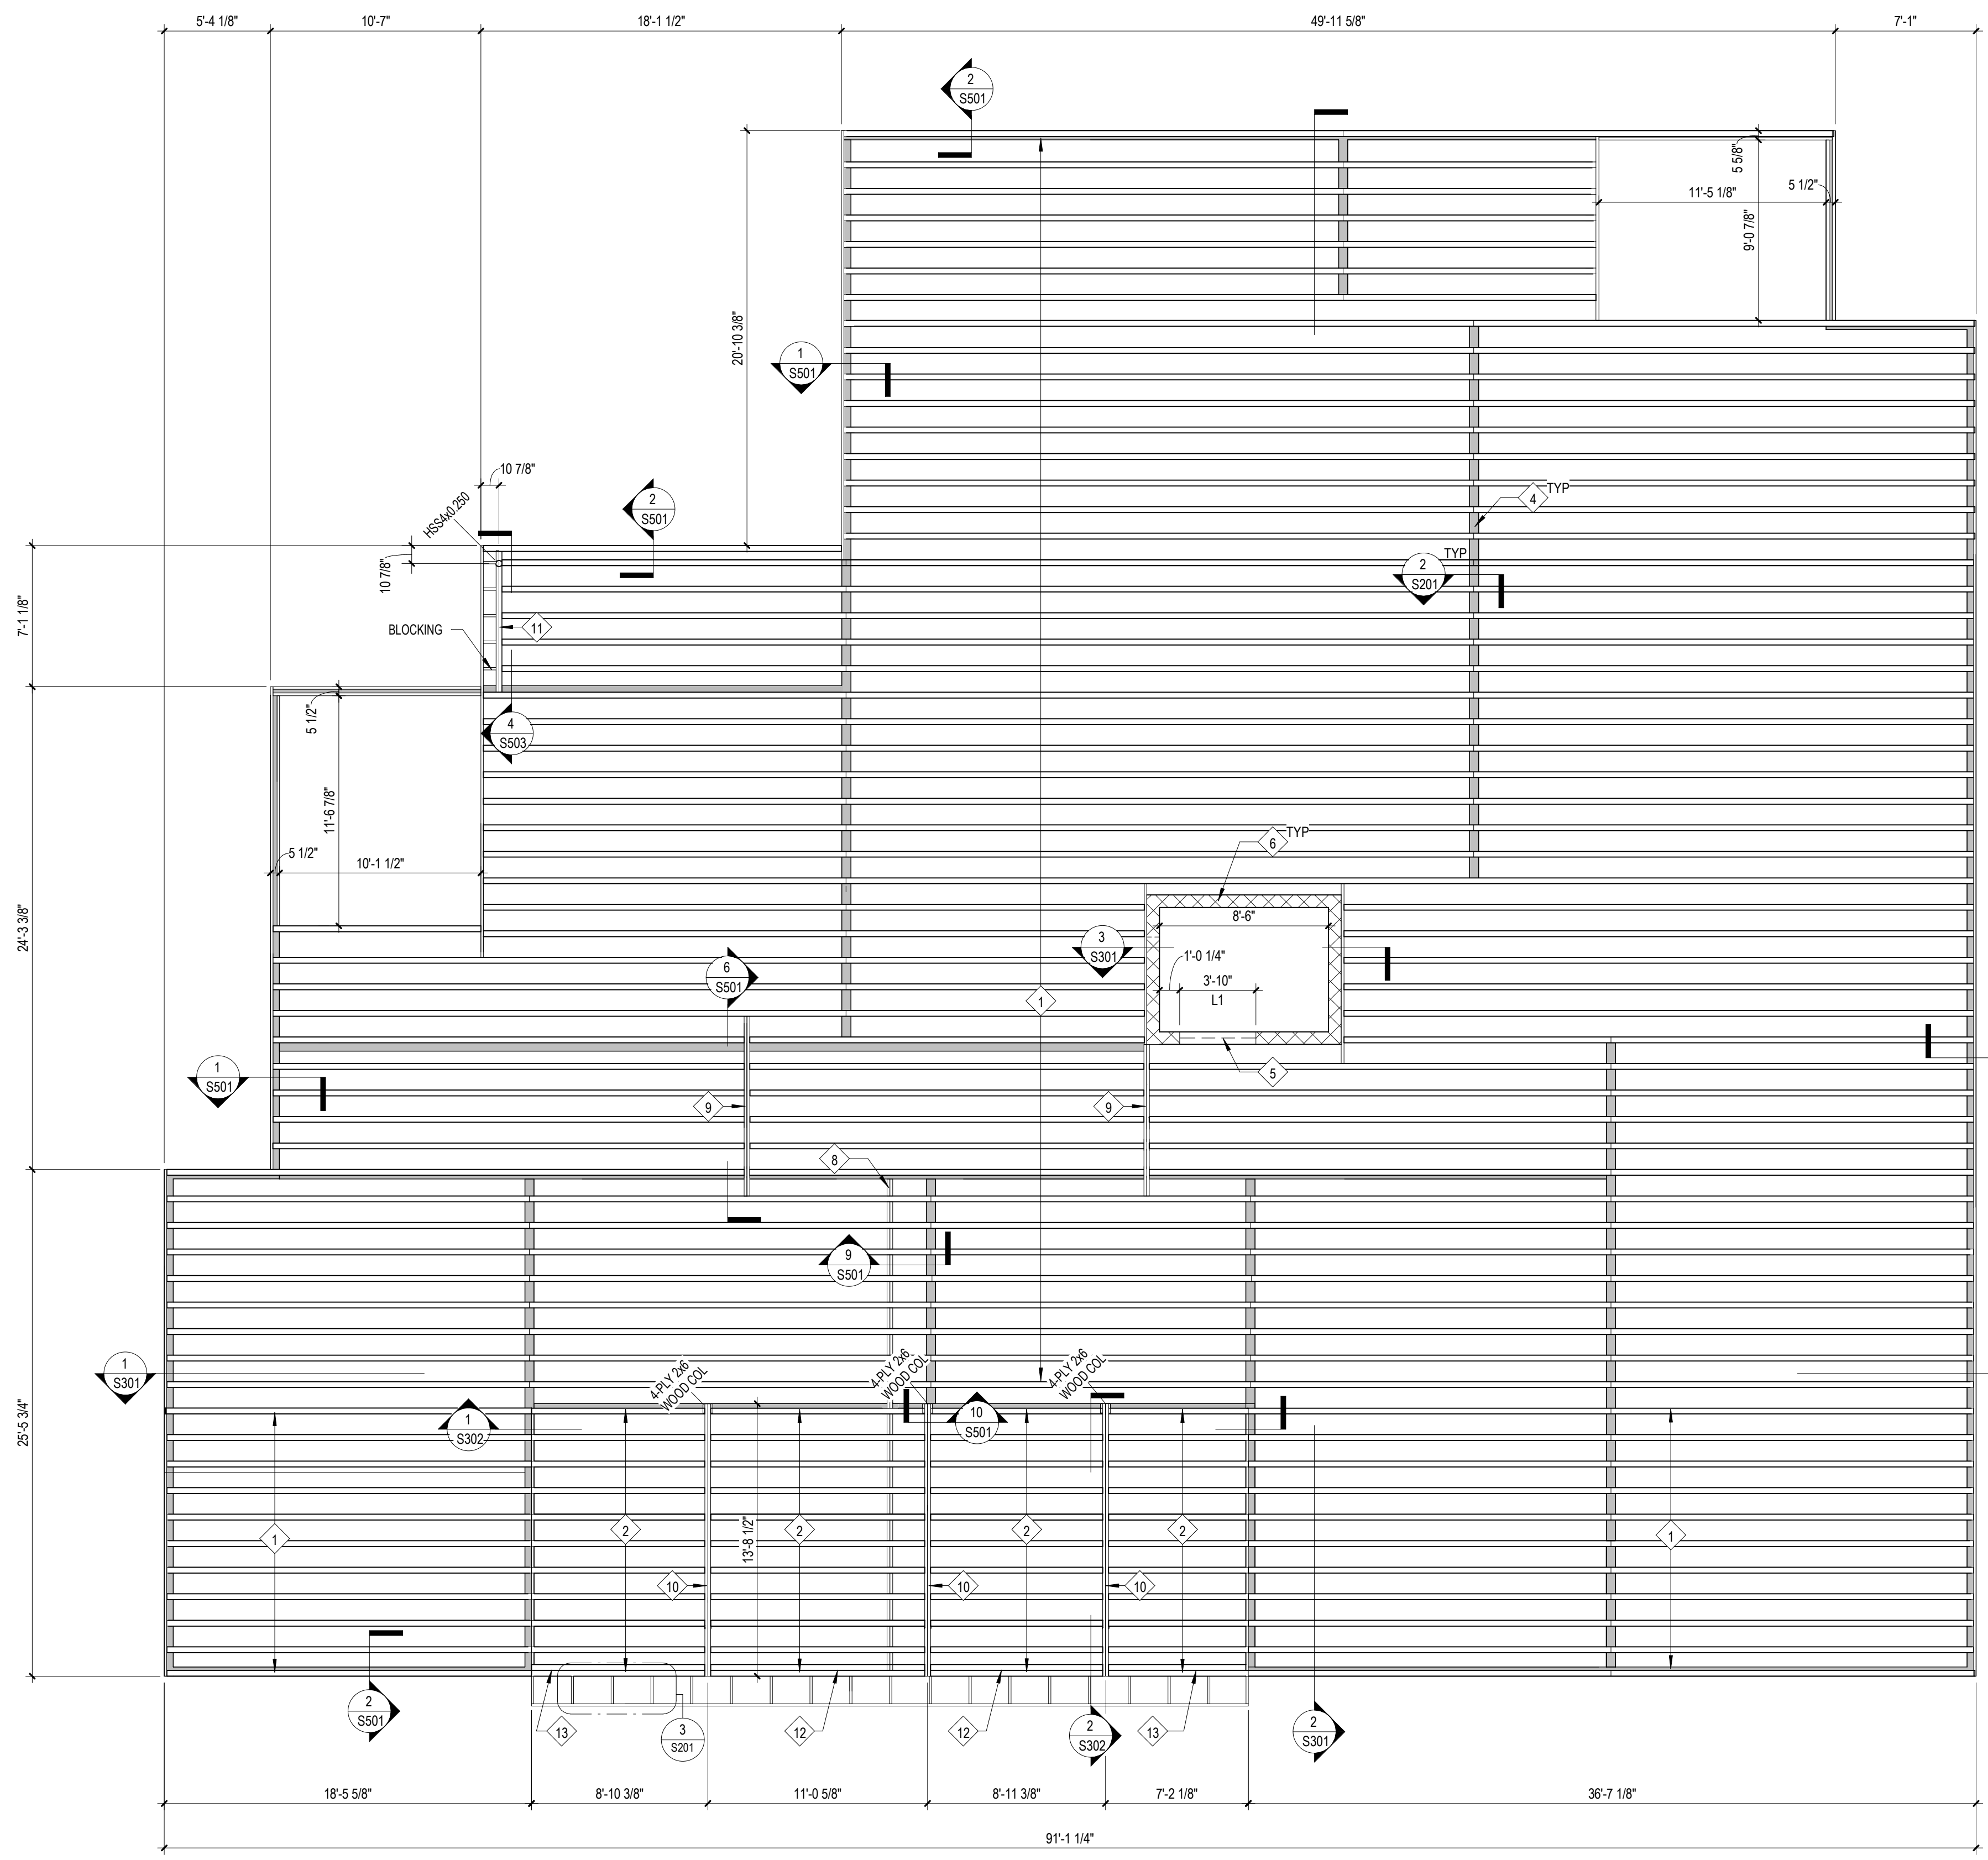 5'-4 1/8"
10'-7"
18'-1 1/2"
49'-11 5/8"
7'-1"
2
S501
5 5/8"
11'-5 1/8"
5 1/2"
9'-0 7/8"
20'-10 3/8"
1
S501
10 7/8"
HSS4x0.250
2
S501
4
TYP
10 7/8"
TYP
2
S201
7'-1 1/8"
BLOCKING
11
5 1/2"
4
S503
11'-6 7/8"
6
TYP
5 1/2"
10'-1 1/2"
8'-6"
24'-3 3/8"
3
S301
1'-0 1/4"
6
S501
3'-10"
L1
1
1
S501
5
9
9
8
9
S501
1
S301
4-PLY 2x6
WOOD COL
4-PLY 2x6
WOOD COL
4-PLY 2x6
WOOD COL
25'-5 3/4"
1
S302
10
S501
1
2
13'-8 1/2"
2
2
2
1
10
10
10
2
S501
13
3
S201
12
12
2
S302
13
2
S301
18'-5 5/8"
8'-10 3/8"
11'-0 5/8"
8'-11 3/8"
7'-2 1/8"
36'-7 1/8"
91'-1 1/4"